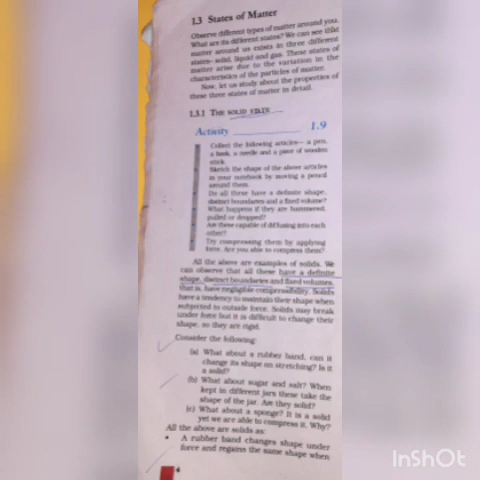 1.3 States of Matter
Observe different types of matter around you.
What are its different states? We can see that
matter around us exists in three different
states- solid, liquid and gas. These states of
matter arise due to the variation in the
characteristics of the particles of matter.
Now, let us study about the properties of
these three states of matter in detail.
1.3.1 THE SOLID STATE
Activity 1.9
Collect the following articles— a pen,
a book, a needle and a piece of wooden
stick.
Sketch the shape of the above articles
in your notebook by moving a pencil
around them.
Do all these have a definite shape,
distinct boundaries and a fixed volume?
What happens if they are hammered,
pulled or dropped?
Are these capable of diffusing into each
other?
Try compressing them by applying
force. Are you able to compress them?
All the above are examples of solids. We
can observe that all these have a definite
shape, distinct boundaries and fixed volumes,
that is, have negligible compressibility. Solids
have a tendency to maintain their shape when
subjected to outside force. Solids may break
under force but it is difficult to change their
shape, so they are rigid.
Consider the following:
(a) What about a rubber band, can it
change its shape on stretching? Is it
a solid?
(b) What about sugar and salt? When
kept in different jars these take the
shape of the jar. Are they solid?
(c) What about a sponge? It is a solid
yet we are able to compress it. Why?
All the above are solids as:
• A rubber band changes shape under
force and regains the same shape when
4
InShOt